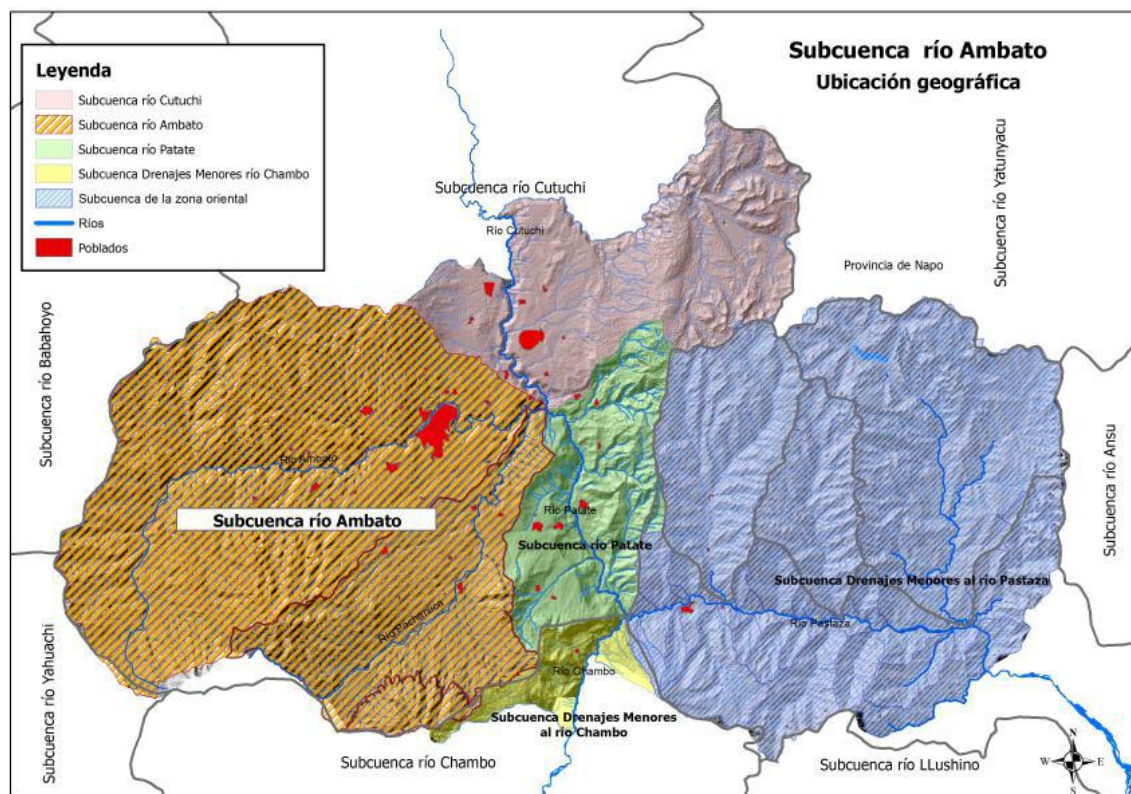 Subcuenca río Ambato
Ubicación geográfica
Leyenda
Subcuenca río Cutuchi
Subcuenca río Ambato
Subcuenca río Patate
Subcuenca Drenajes Menores río Chambo
Subcuenca de la zona oriental
Ríos
Poblados
Subcuenca río Cutuchi
Río Cutuchi
Subcuenca río Yatunyacu
Provincia de Napo
Subcuenca río Babahoyo
Río Ambato
Subcuenca río Ambato
Río Patate
Subcuenca río Patate
Subcuenca río Ansu
Subcuenca Drenajes Menores al río Pastaza
Río Pachanlica
Río Pastaza
Río Chambo
Subcuenca río Yahuachi
Subcuenca Drenajes Menores
al río Chambo
Subcuenca río Chambo
Subcuenca río LLushino
N
W
E
S